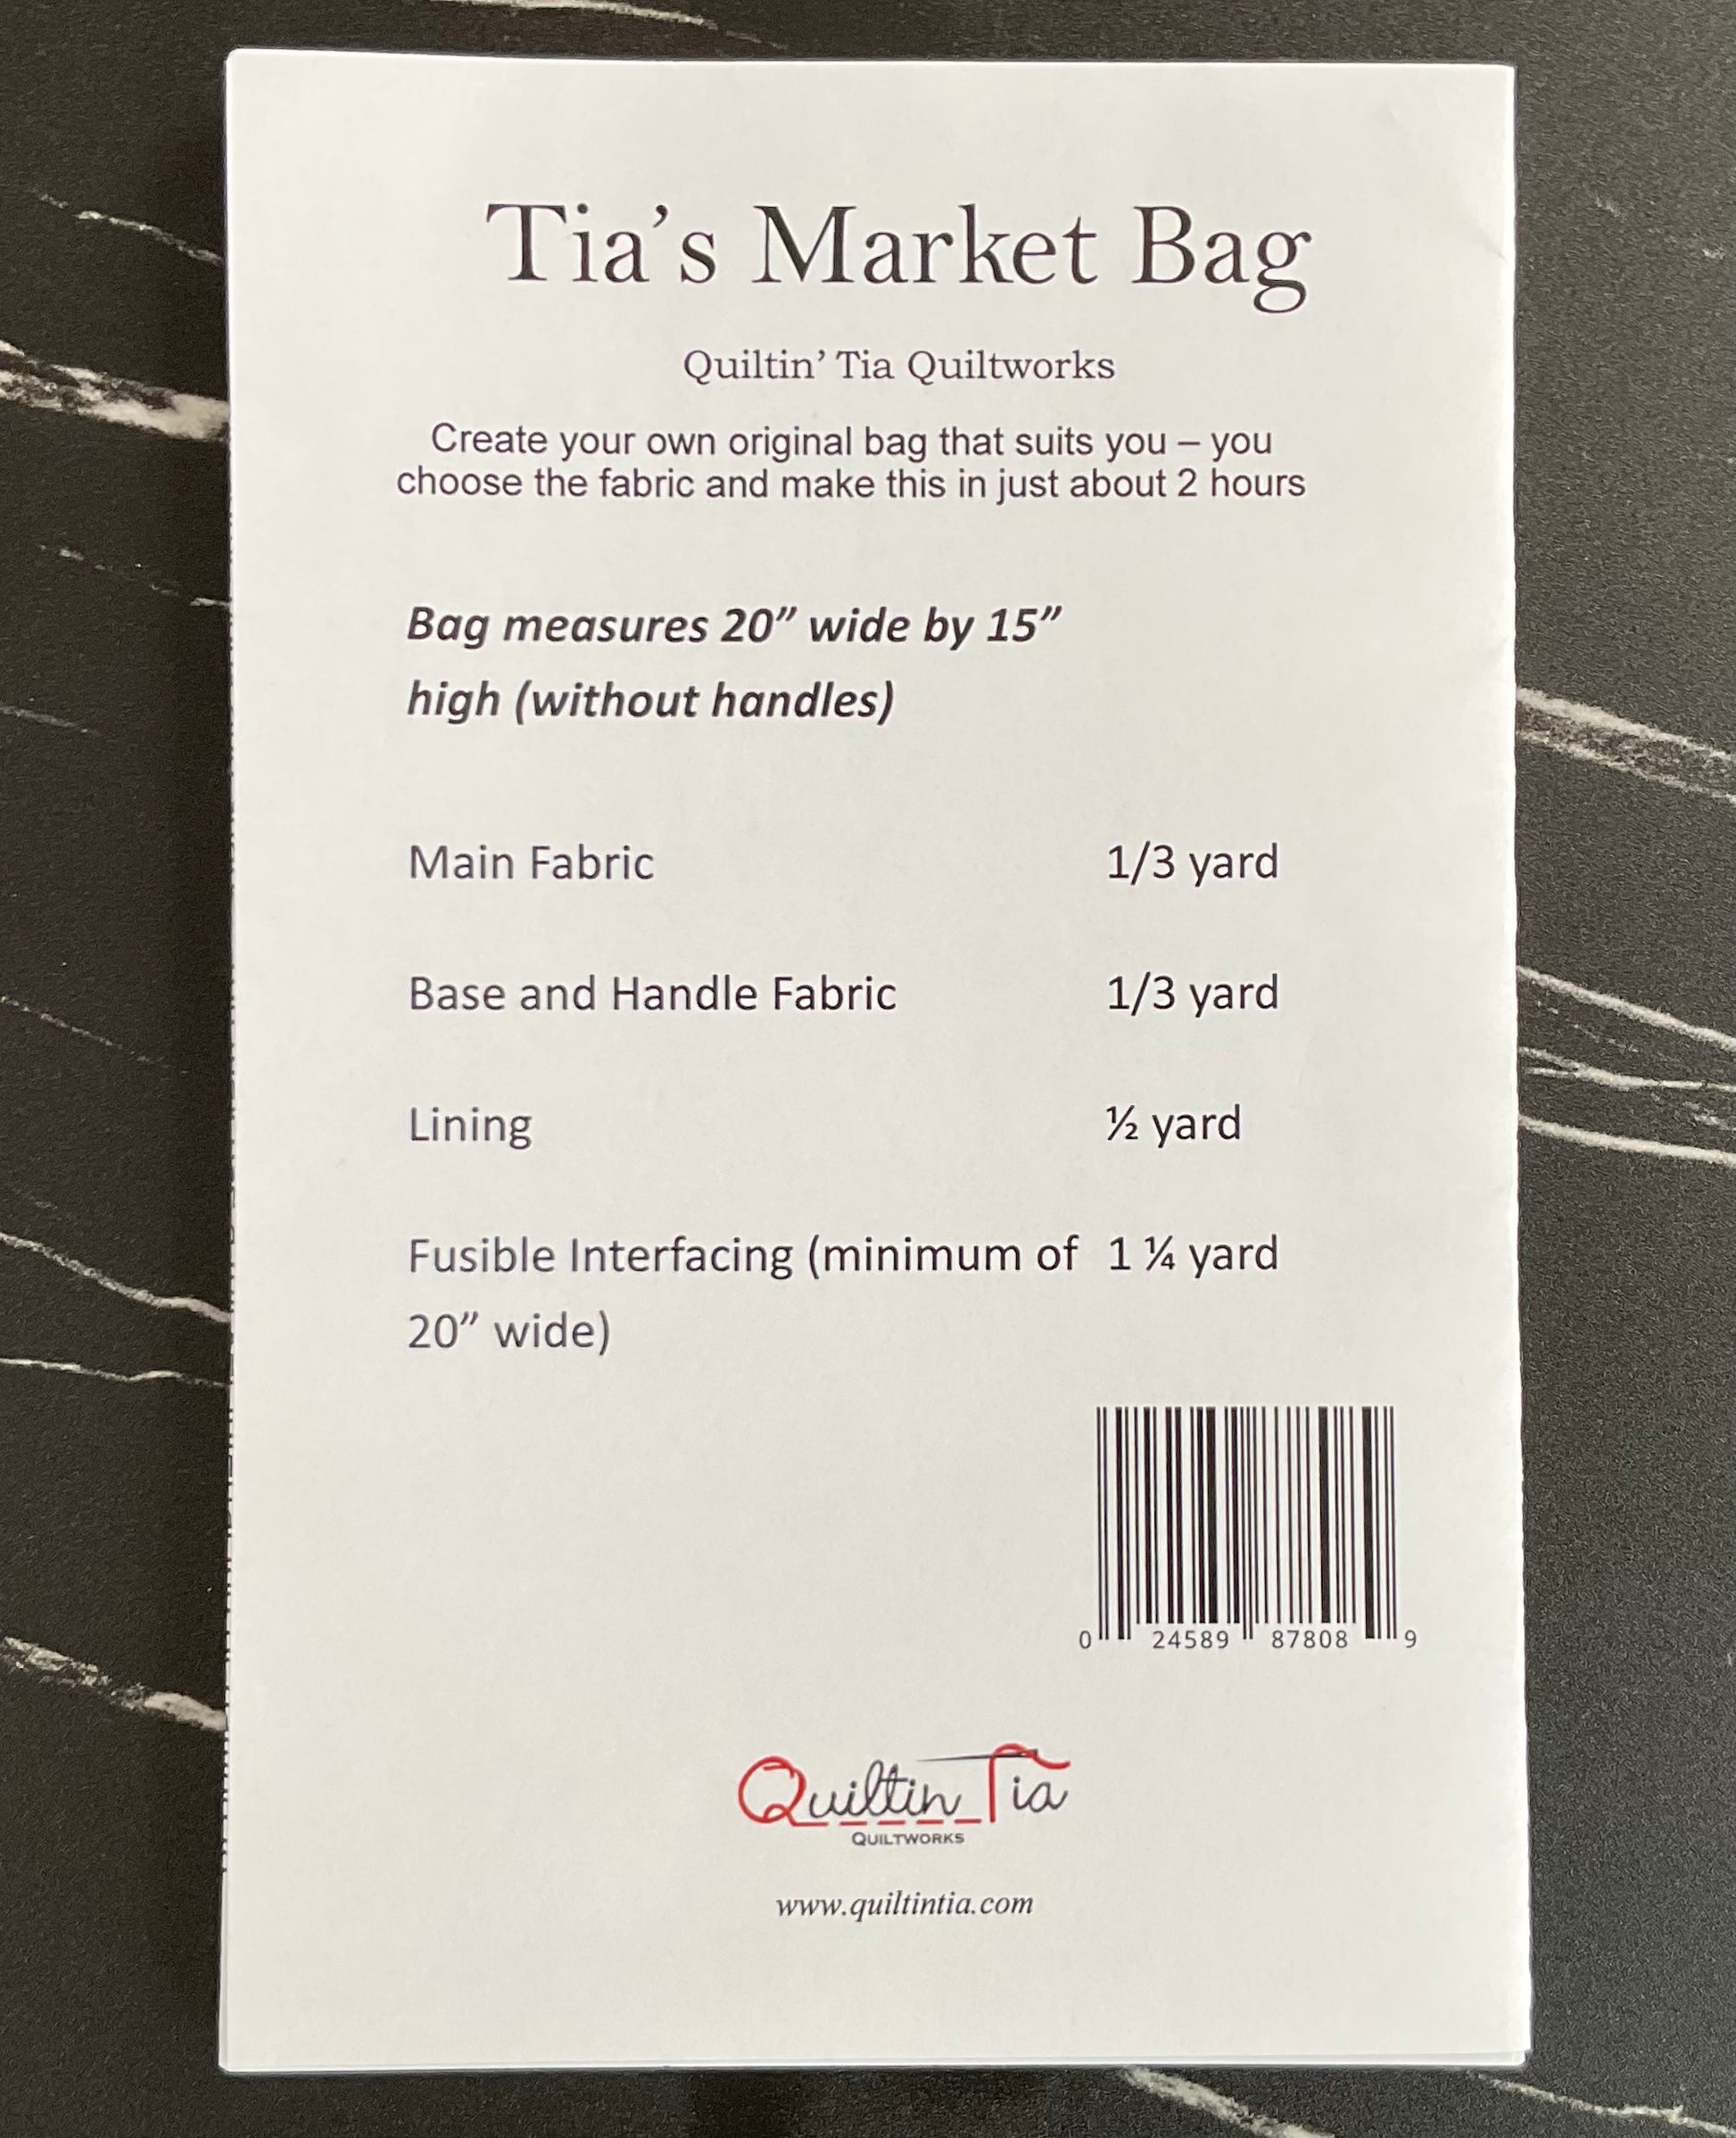 Tia’s Market Bag
Quiltin’ Tia Quiltworks
Create your own original bag that suits you – you
choose the fabric and make this in just about 2 hours
Bag measures 20” wide by 15”
high (without handles)
Main Fabric 1/3 yard
Base and Handle Fabric 1/3 yard
Lining ½ yard
Fusible Interfacing (minimum of 1 ¼ yard
20” wide)
0 24589 87808 9
Quiltin Tia
QUILTWORKS
www.quiltintia.com